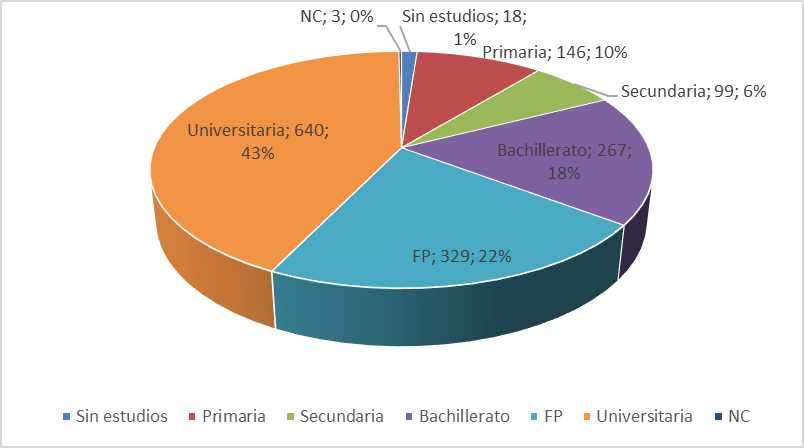 NC; 3; 0%
Sin estudios; 18;
1%
Primaria; 146; 10%
Secundaria; 99; 6%
Universitaria; 640;
43%
Bachillerato; 267;
18%
FP; 329; 22%
Sin estudios
Primaria
Secundaria
Bachillerato
FP
Universitaria
NC